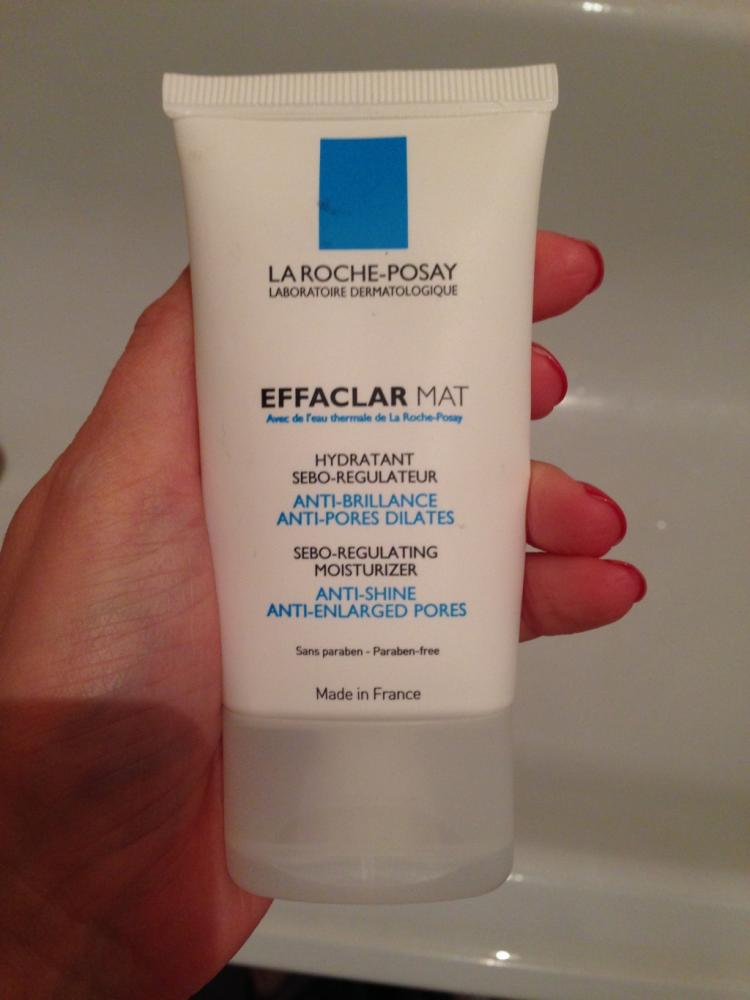 LA ROCHE-POSAY
LABORATOIRE DERMATOLOGIQUE
EFFACLAR MAT
Avec de l'eau thermale de La Roche-Posay
HYDRATANT
SEBO-REGULATEUR
ANTI-BRILLANCE
ANTI-PORES DILATES
SEBO-REGULATING
MOISTURIZER
ANTI-SHINE
ANTI-ENLARGED PORES
Sans paraben - Paraben-free
Made in France